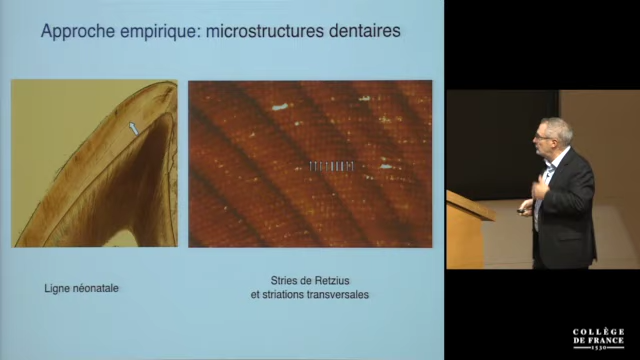 Approche empirique: microstructures dentaires
Ligne néonatale
Stries de Retzius
et striations transversales
COLLÈGE
DE FRANCE
1530